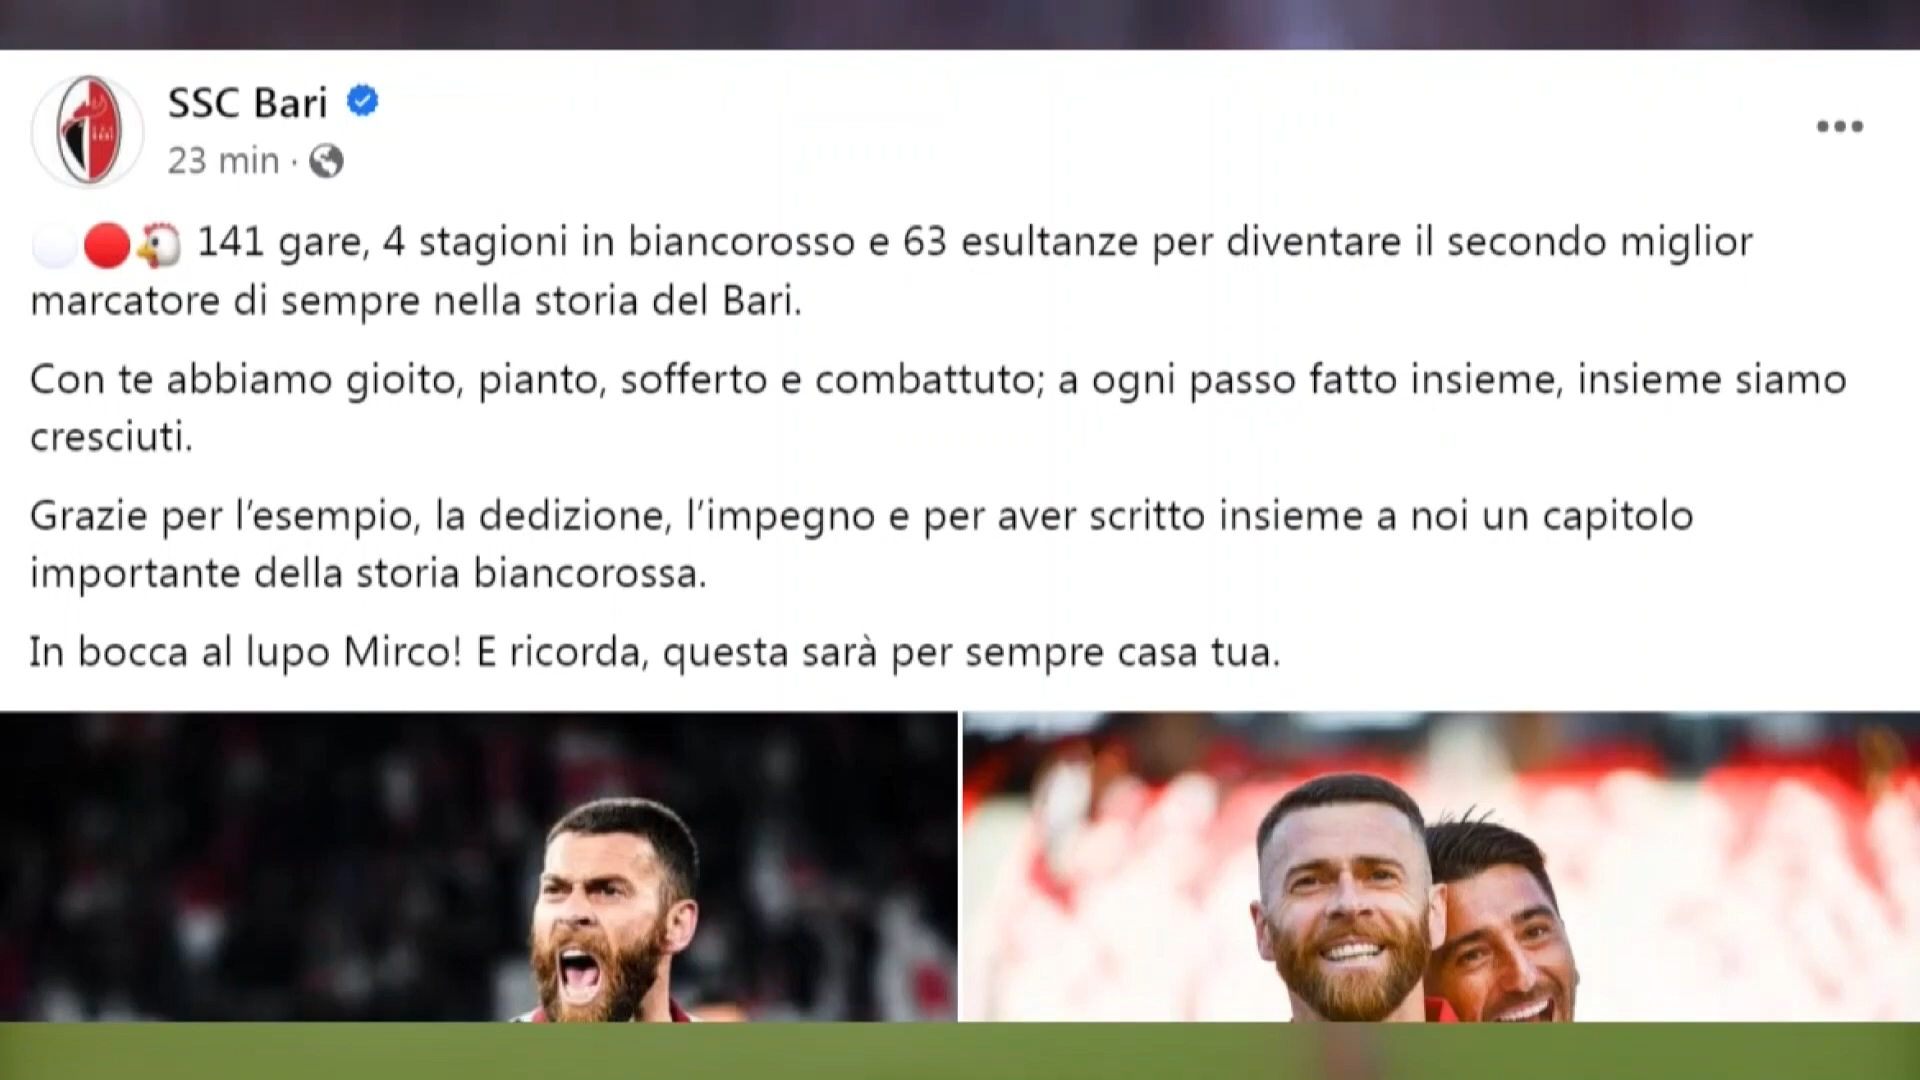 SSC Bari
23 min ·
141 gare, 4 stagioni in biancorosso e 63 esultanze per diventare il secondo miglior
marcatore di sempre nella storia del Bari.
Con te abbiamo gioito, pianto, sofferto e combattuto; a ogni passo fatto insieme, insieme siamo
cresciuti.
Grazie per l’esempio, la dedizione, l’impegno e per aver scritto insieme a noi un capitolo
importante della storia biancorossa.
In bocca al lupo Mirco! E ricorda, questa sarà per sempre casa tua.